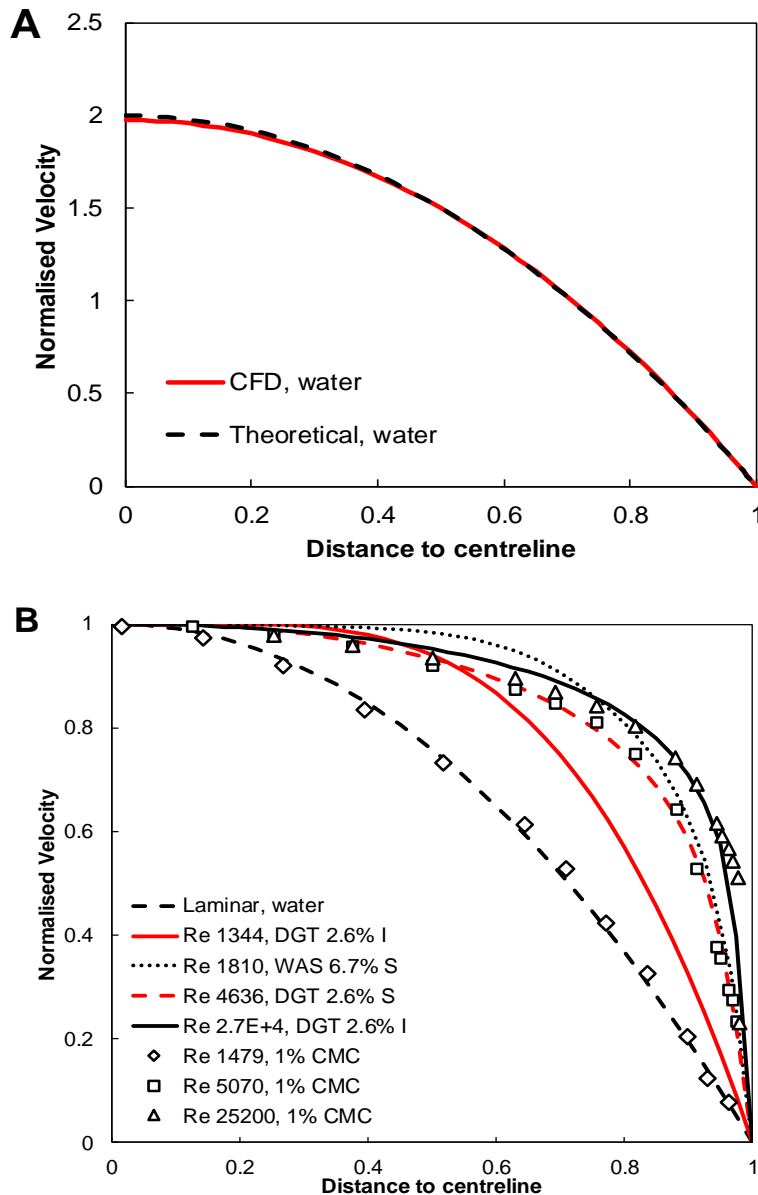 A
2.5
2
1.5
1
0.5
0
Normalised Velocity
CFD, water
Theoretical, water
0 0.2 0.4 0.6 0.8 1
Distance to centreline
B
1
0.8
0.6
0.4
0.2
0
Normalised Velocity
Laminar, water
Re 1344, DGT 2.6% I
Re 1810, WAS 6.7% S
Re 4636, DGT 2.6% S
Re 2.7E+4, DGT 2.6% I
Re 1479, 1% CMC
Re 5070, 1% CMC
Re 25200, 1% CMC
0 0.2 0.4 0.6 0.8 1
Distance to centreline